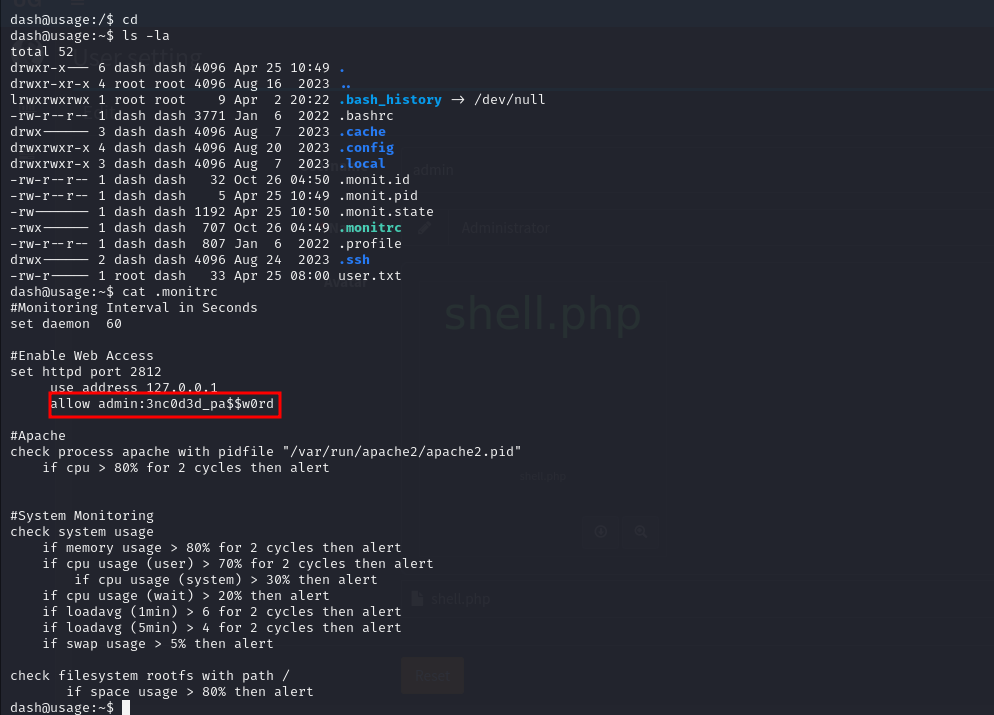 dash@usage:/$ cd
dash@usage:~$ ls -la
total 52
drwxr-x--- 6 dash dash 4096 Apr 25 10:49 .
drwxr-xr-x 4 root root 4096 Aug 16  2023 ..
lrwxrwxrwx 1 root root    9 Apr  2 20:22 .bash_history -> /dev/null
-rw-r--r-- 1 dash dash 3771 Jan  6  2022 .bashrc
drwx------ 3 dash dash 4096 Aug  7  2023 .cache
drwxrwxr-x 4 dash dash 4096 Aug 20  2023 .config
drwxrwxr-x 3 dash dash 4096 Aug  7  2023 .local
-rw-r--r-- 1 dash dash   32 Oct 26 04:50 .monit.id
-rw-r--r-- 1 dash dash    5 Apr 25 10:49 .monit.pid
-rw------- 1 dash dash 1192 Apr 25 10:50 .monit.state
-rwx------ 1 dash dash  707 Oct 26 04:49 .monitrc
-rw-r--r-- 1 dash dash  807 Jan  6  2022 .profile
drwx------ 2 dash dash 4096 Aug 24  2023 .ssh
-rw-r----- 1 root dash   33 Apr 25 08:00 user.txt
dash@usage:~$ cat .monitrc
#Monitoring Interval in Seconds
set daemon  60

#Enable Web Access
set httpd port 2812
     use address 127.0.0.1
     allow admin:3nc0d3d_pa$$w0rd

#Apache
check process apache with pidfile "/var/run/apache2/apache2.pid"
    if cpu > 80% for 2 cycles then alert


#System Monitoring
check system usage
    if memory usage > 80% for 2 cycles then alert
    if cpu usage (user) > 70% for 2 cycles then alert
        if cpu usage (system) > 30% then alert
    if cpu usage (wait) > 20% then alert
    if loadavg (1min) > 6 for 2 cycles then alert
    if loadavg (5min) > 4 for 2 cycles then alert
    if swap usage > 5% then alert

check filesystem rootfs with path /
       if space usage > 80% then alert
dash@usage:~$
User setting
admin
Administrator
Avatar
shell.php
shell.php
shell.php
Reset